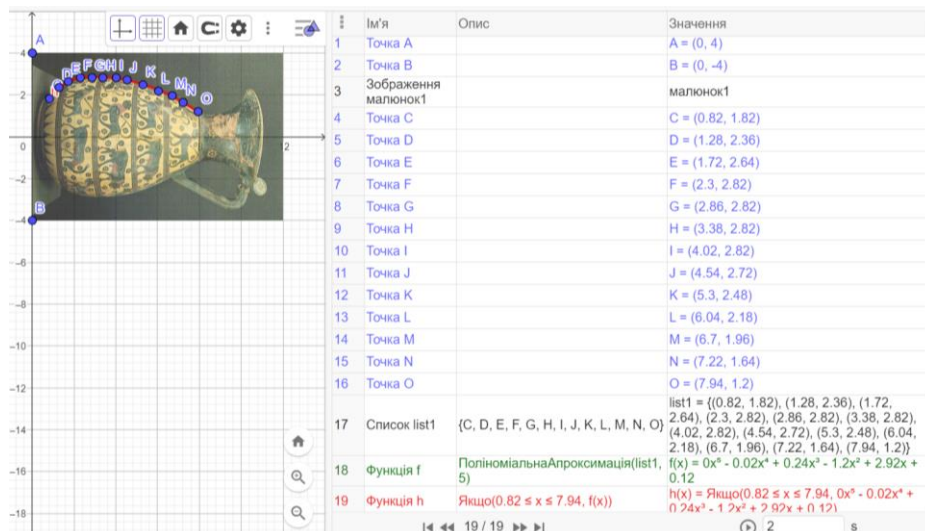 Ім'я Опис Значення
1 Точка A A = (0, 4)
2 Точка B B = (0, -4)
3 Зображення малюнок1 малюнок1
4 Точка C C = (0.82, 1.82)
5 Точка D D = (1.28, 2.36)
6 Точка E E = (1.72, 2.64)
7 Точка F F = (2.3, 2.82)
8 Точка G G = (2.86, 2.82)
9 Точка H H = (3.38, 2.82)
10 Точка I I = (4.02, 2.82)
11 Точка J J = (4.54, 2.72)
12 Точка K K = (5.3, 2.48)
13 Точка L L = (6.04, 2.18)
14 Точка M M = (6.7, 1.96)
15 Точка N N = (7.22, 1.64)
16 Точка O O = (7.94, 1.2)
17 Список list1 {C, D, E, F, G, H, I, J, K, L, M, N, O}
list1 = {(0.82, 1.82), (1.28, 2.36), (1.72,
2.64), (2.3, 2.82), (2.86, 2.82), (3.38, 2.82),
(4.02, 2.82), (4.54, 2.72), (5.3, 2.48), (6.04,
2.18), (6.7, 1.96), (7.22, 1.64), (7.94, 1.2)}
18 Функція f ПоліноміальнаАпроксимація(list1, 5)
f(x) = 0x⁵ - 0.02x⁴ + 0.24x³ - 1.2x² + 2.92x +
0.12
19 Функція h Якщо(0.82 ≤ x ≤ 7.94, f(x))
h(x) = Якщо(0.82 ≤ x ≤ 7.94, 0x⁵ - 0.02x⁴ +
0.24x³ - 1.2x² + 2.92x + 0.12)
19 / 19 2 s
A
4
D E F G H I J K L M N O
2
0 2
-2
B
-4
-6
-8
-10
-12
-14
-16
-18